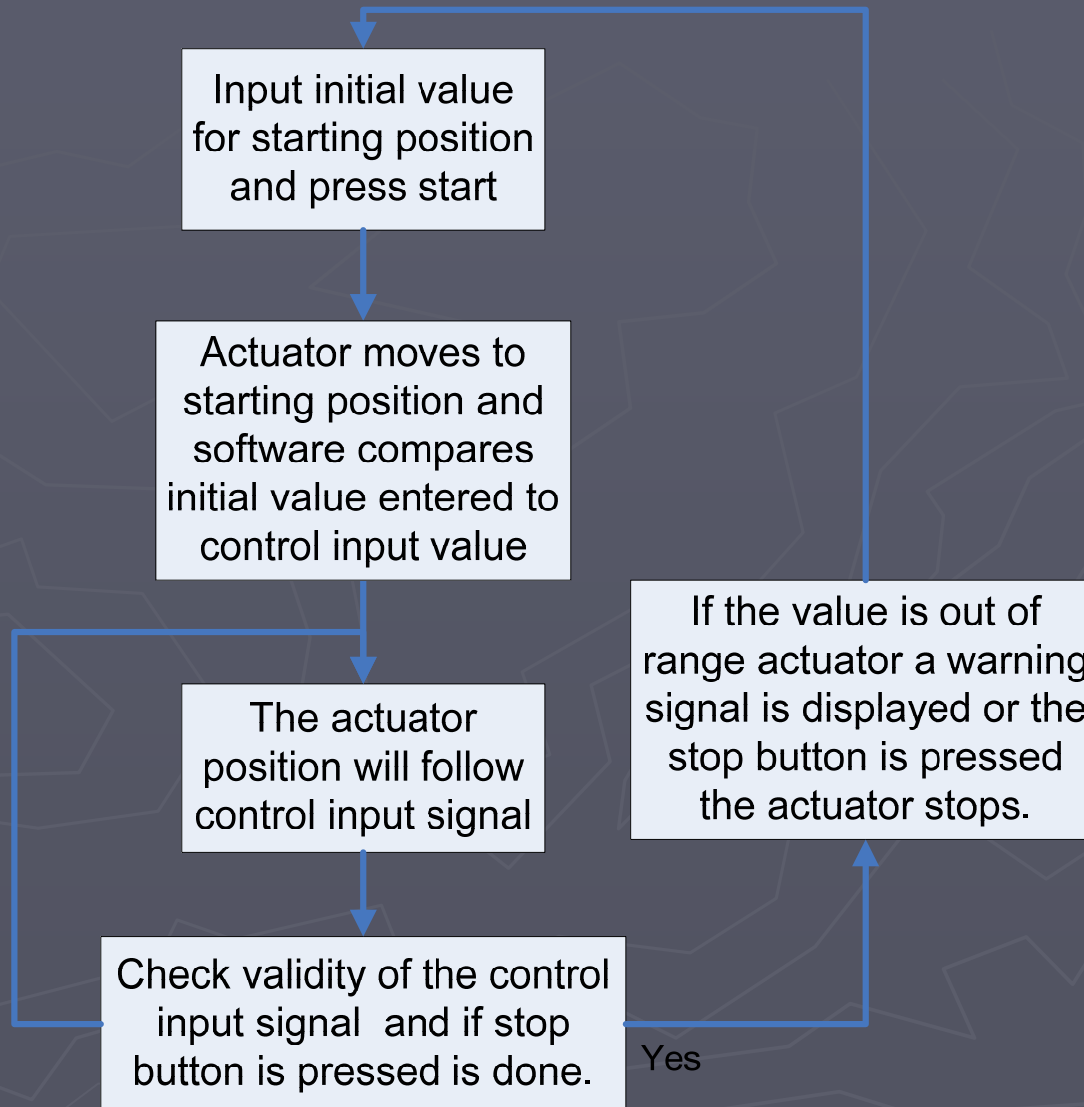 Input initial value
for starting position
and press start
Actuator moves to
starting position and
software compares
initial value entered to
control input value
The actuator
position will follow
control input signal
Check validity of the control
input signal and if stop
button is pressed is done.
Yes
If the value is out of
range actuator a warning
signal is displayed or the
stop button is pressed
the actuator stops.